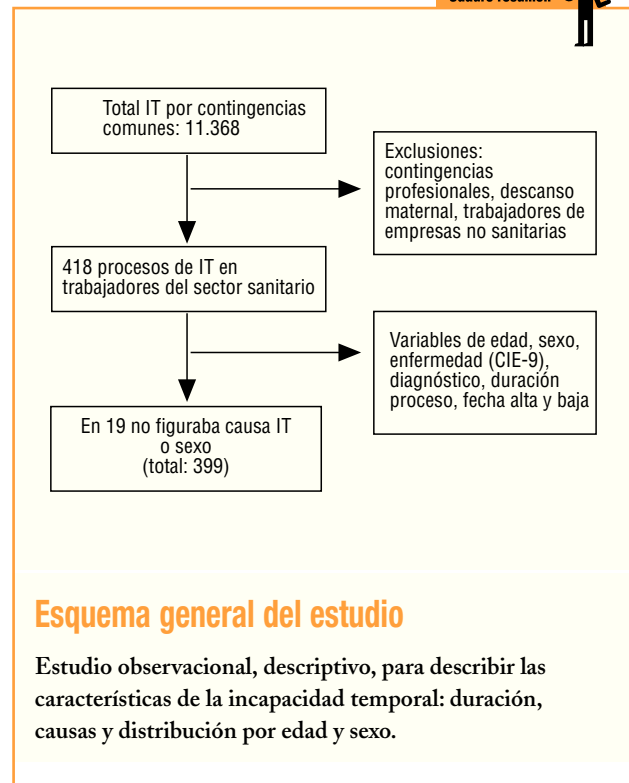 Cuadro resumen
Total IT por contingencias
comunes: 11.368
Exclusiones:
contingencias
profesionales, descanso
maternal, trabajadores de
empresas no sanitarias
418 procesos de IT en
trabajadores del sector sanitario
Variables de edad, sexo,
enfermedad (CIE-9),
diagnóstico, duración
proceso, fecha alta y baja
En 19 no figuraba causa IT
o sexo
(total: 399)
Esquema general del estudio
Estudio observacional, descriptivo, para describir las
características de la incapacidad temporal: duración,
causas y distribución por edad y sexo.